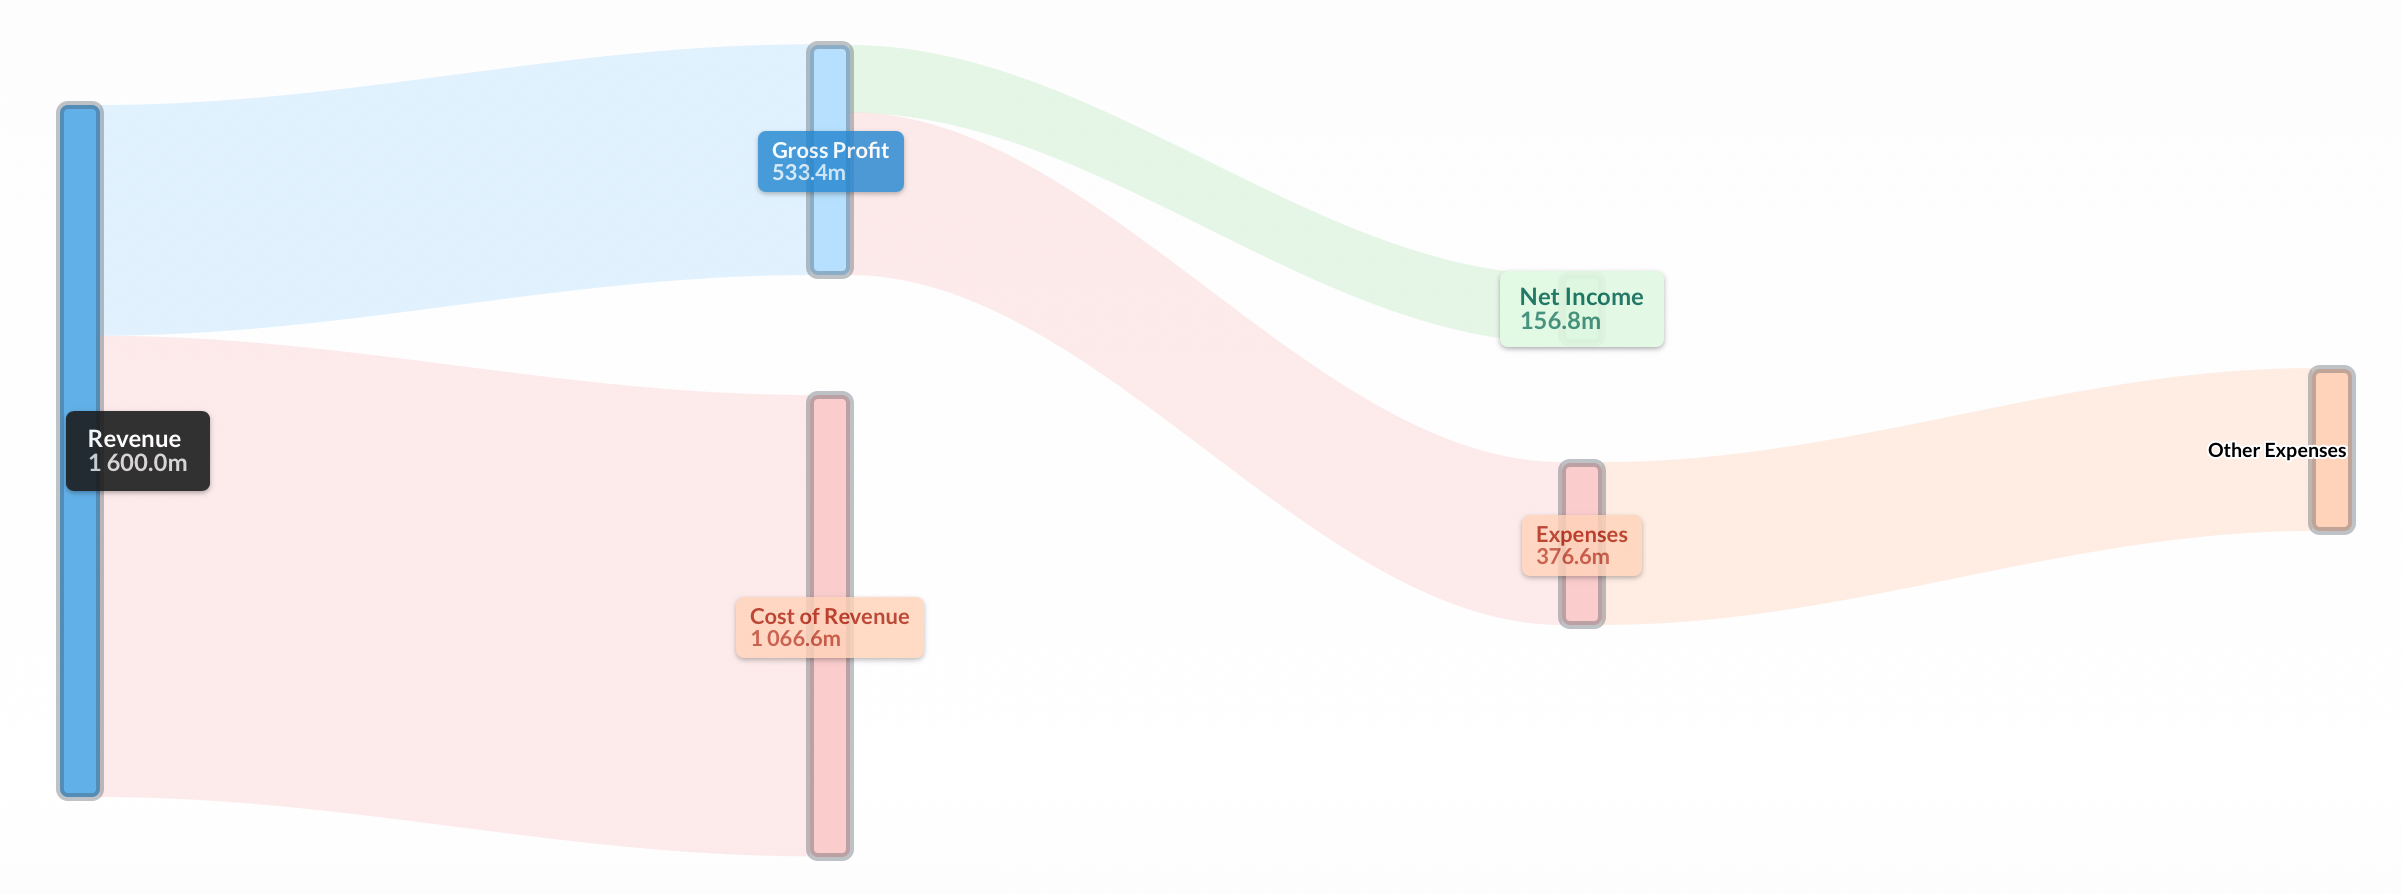 Gross Profit
533.4m
Net Income
156.8m
Revenue
1 600.0m
Other Expenses
Expenses
376.6m
Cost of Revenue
1 066.6m